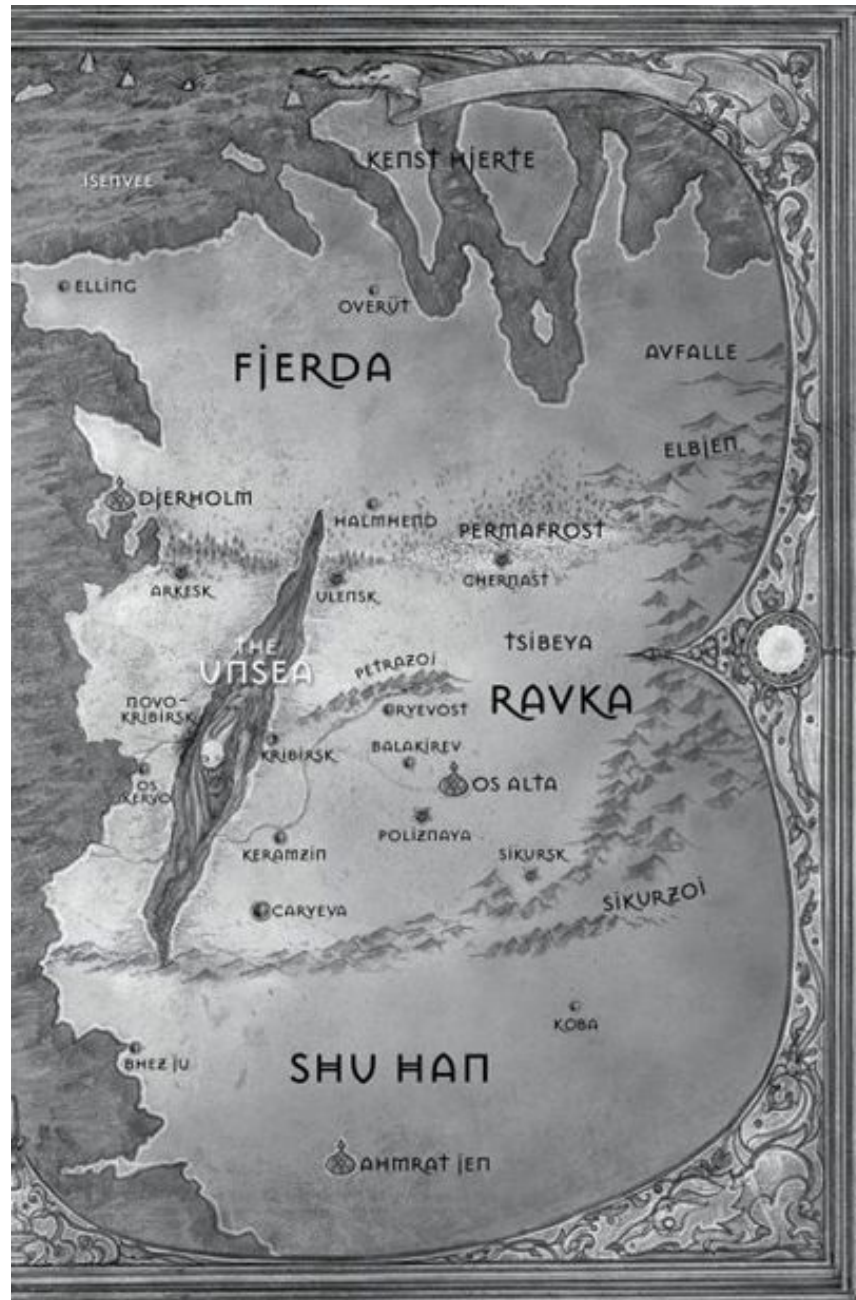 KENST HJERTE
ISENVEE
ELLING
OVERÜT
AVFALLE
FJERDA
ELBJEN
DJERHOLM
HALMHEND
PERMAFROST
CHERNAST
ARKESK
ULENSK
THE
UNSEA
TSIBEYA
PETRAZOI
RAVKA
NOVO-
KRIBIRSK
RYEVOST
KRIBIRSK
BALAKIREV
OS
KERVO
OS ALTA
POLIZNAYA
KERAMZIN
SIKURSK
SIKURZOI
CARYEVA
KOBA
BHEZ JU
SHU HAN
AHMRAT JEN